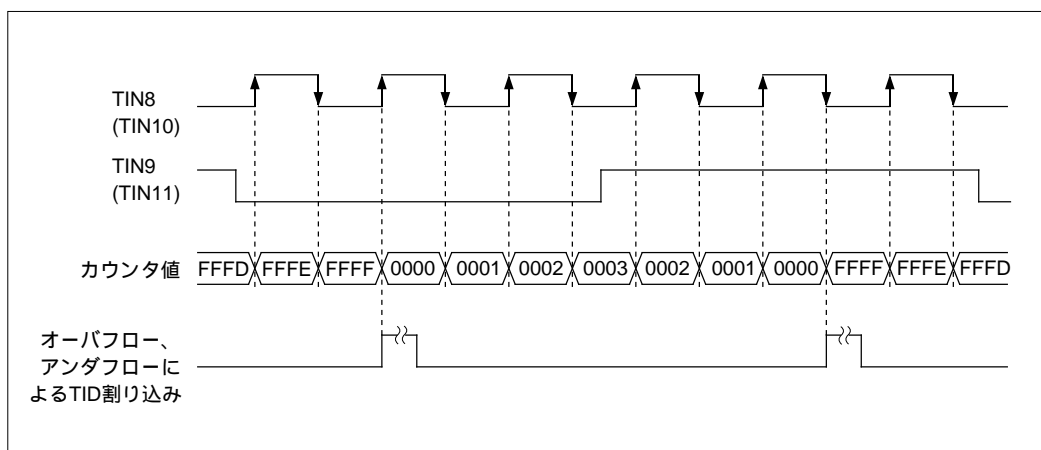 TIN8
(TIN10)
TIN9
(TIN11)
カウンタ値 FFFD FFFE FFFF 0000 0001 0002 0003 0002 0001 0000 FFFF FFFE FFFD
オーバフロー、
アンダフローに
よるTID割り込み